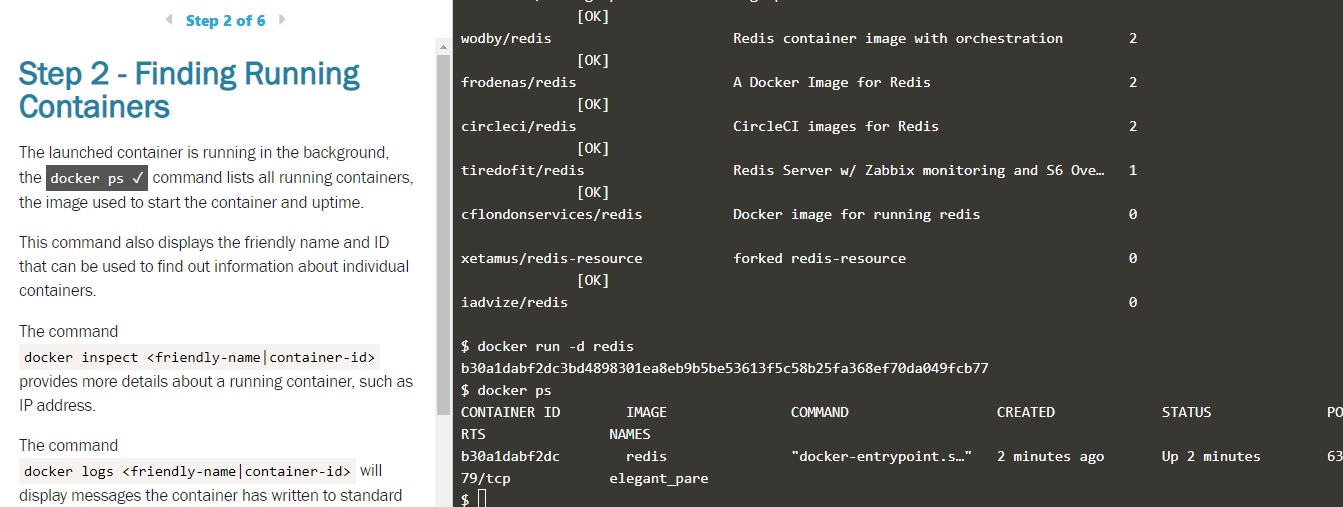 Step 2 of 6
Step 2 - Finding Running
Containers
The launched container is running in the background,
the docker ps ✓ command lists all running containers,
the image used to start the container and uptime.
This command also displays the friendly name and ID
that can be used to find out information about individual
containers.
The command
docker inspect <friendly-name|container-id>
provides more details about a running container, such as
IP address.
The command
docker logs <friendly-name|container-id> will
display messages the container has written to standard
[OK]
wodby/redis Redis container image with orchestration 2
[OK]
frodenas/redis A Docker Image for Redis 2
[OK]
circleci/redis CircleCI images for Redis 2
[OK]
tiredofit/redis Redis Server w/ Zabbix monitoring and S6 Ove… 1
[OK]
cflondonservices/redis Docker image for running redis 0
xetamus/redis-resource forked redis-resource 0
[OK]
iadvize/redis 0
$ docker run -d redis
b30a1dabf2dc3bd4898301ea8eb9b5be53613f5c58b25fa368ef70da049fcb77
$ docker ps
CONTAINER ID IMAGE COMMAND CREATED STATUS PO
RTS NAMES
b30a1dabf2dc redis "docker-entrypoint.s…" 2 minutes ago Up 2 minutes 63
79/tcp elegant_pare
$